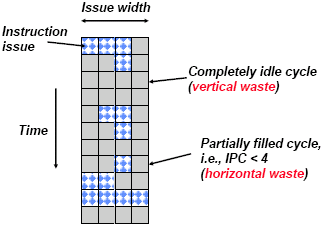 Issue width
Instruction
issue
Completely idle cycle
(vertical waste)
Time
Partially filled cycle,
i.e., IPC < 4
(horizontal waste)